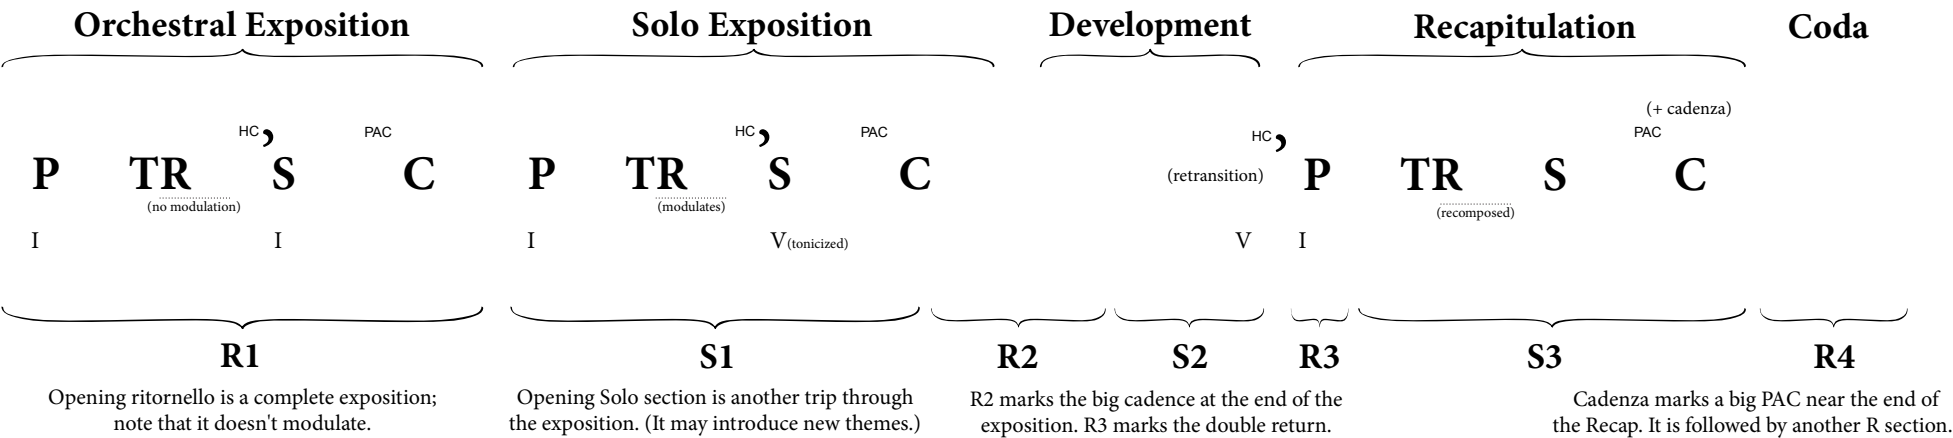 Orchestral Exposition Solo Exposition Development Recapitulation Coda
(+ cadenza)
HC , PAC HC , PAC HC , PAC
P TR S C P TR S C (retransition) P TR S C
(no modulation) (modulates) (recomposed)
I I I V(tonicized) V I
R1 S1 R2 S2 R3 S3 R4
Opening ritornello is a complete exposition;
note that it doesn't modulate.
Opening Solo section is another trip through
the exposition. (It may introduce new themes.)
R2 marks the big cadence at the end of the
exposition. R3 marks the double return.
Cadenza marks a big PAC near the end of
the Recap. It is followed by another R section.